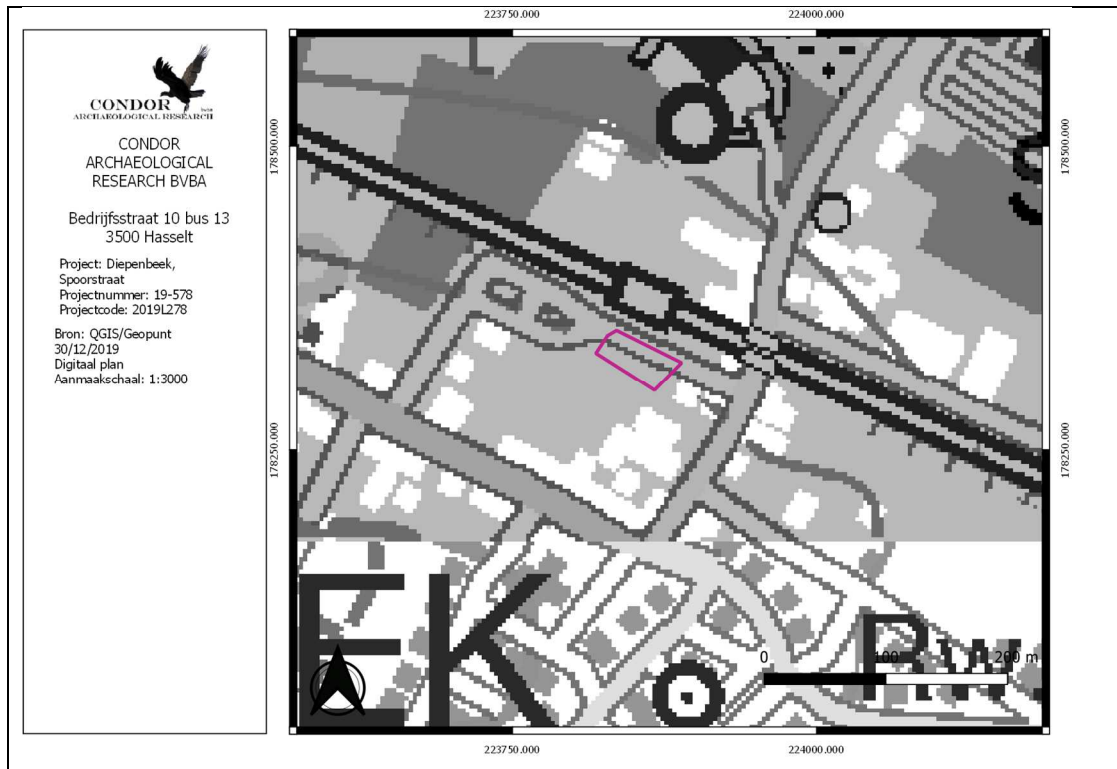 CONDOR
bvba
ARCHAEOLOGICAL RESEARCH
CONDOR
ARCHAEOLOGICAL
RESEARCH BVBA
Bedrijfsstraat 10 bus 13
3500 Hasselt
Project: Diepenbeek,
Spoorstraat
Projectnummer: 19-578
Projectcode: 2019L278
Bron: QGIS/Geopunt
30/12/2019
Digitaal plan
Aanmaakschaal: 1:3000
223750.000
224000.000
178500.000
178500.000
178250.000
178250.000
EK
RW
0
100
200 m
223750.000
224000.000